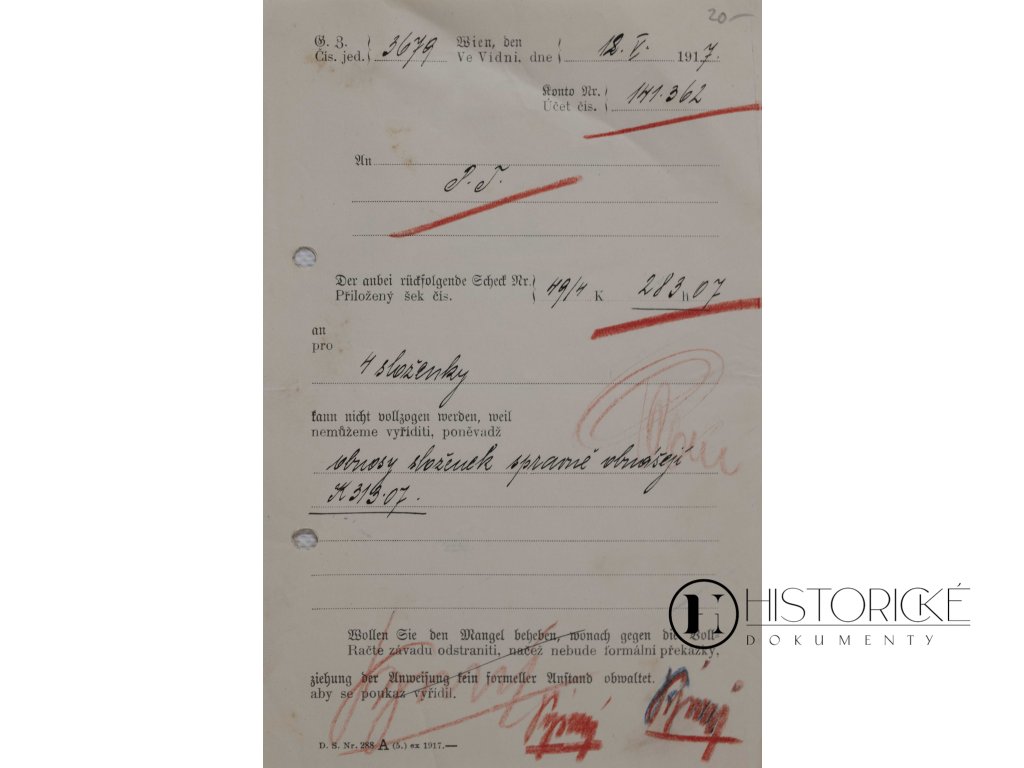 20-
G. Z. Wien, den
Čís. jed. 3679 Ve Vídni, dne 12. V. 1917.
Konto Nr.
Účet čís. 141.362
An
P. T.
Der anbei rückfolgende Scheck Nr.
Přiložený šek čís. 49/4 K 283 h 07
an
pro
4 složenky
kann nicht vollzogen werden, weil
nemůžeme vyříditi, poněvadž
obnosy složenek správně obnášejí
K 313.07.
Wollen Sie den Mangel beheben, wonach gegen die Voll-
Račte závadu odstraniti, načež nebude formální překážky,
ziehung der Anweisung kein formeller Anstand obwaltet.
aby se poukaz vyřídil.
D. S. Nr. 288 A (5.) ex 1917.—
HISTORICKÉ
DOKUMENTY